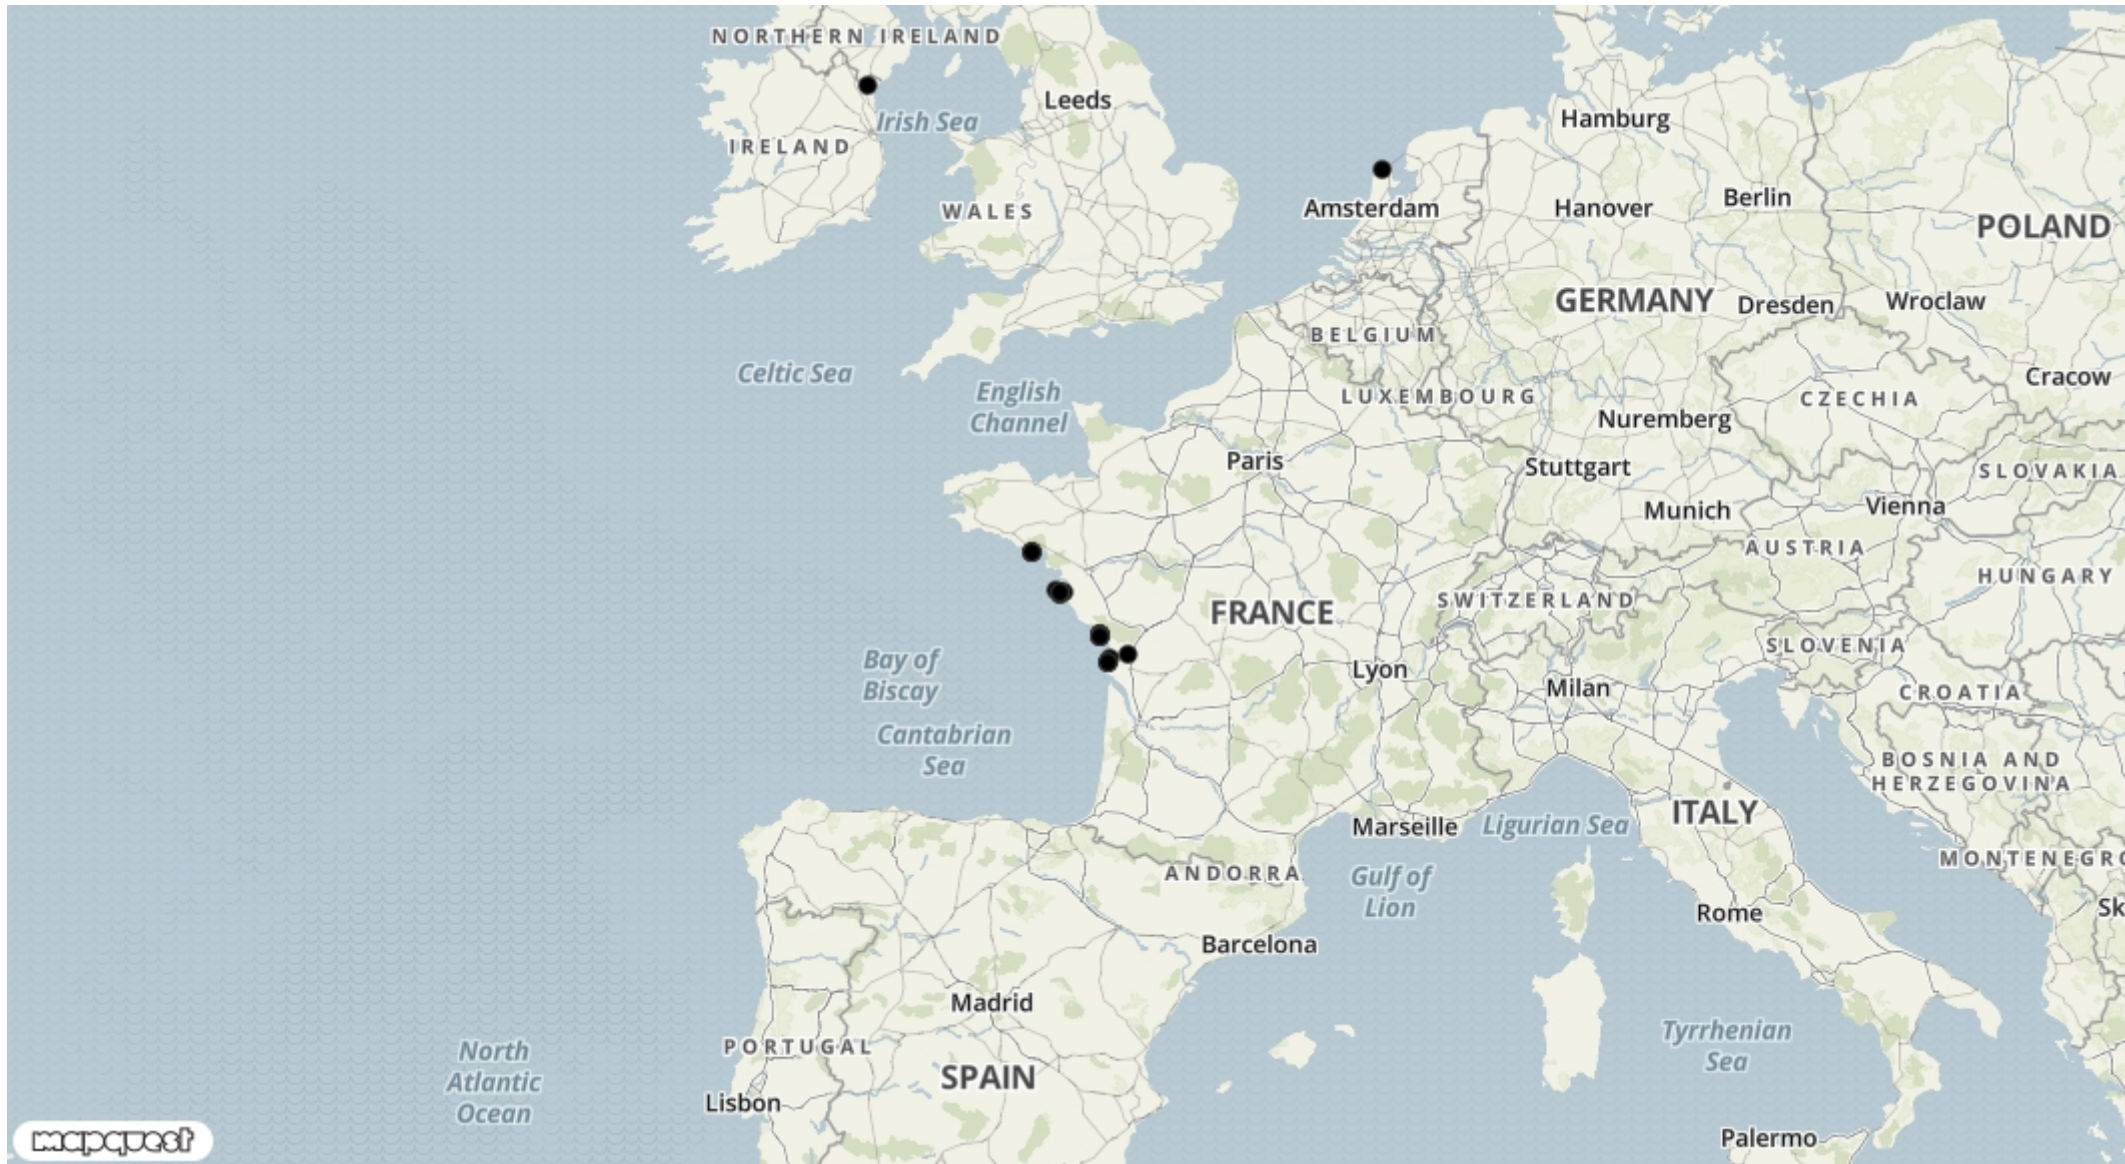 NORTHERN IRELAND
Leeds
Irish Sea
IRELAND
Hamburg
WALES
Amsterdam
Hanover
Berlin
POLAND
GERMANY
Dresden
Wroclaw
BELGIUM
Celtic Sea
English
Channel
LUXEMBOURG
Cracow
CZECHIA
Nuremberg
Paris
Stuttgart
SLOVAKIA
Munich
Vienna
AUSTRIA
HUNGARY
SWITZERLAND
FRANCE
SLOVENIA
Bay of
Biscay
Lyon
Milan
CROATIA
Cantabrian
Sea
BOSNIA AND
HERZEGOVINA
ITALY
Marseille
Ligurian Sea
MONTENEGRO
ANDORRA
Gulf of
Lion
Sk
Rome
Barcelona
Madrid
Tyrrhenian
Sea
PORTUGAL
North
Atlantic
Ocean
SPAIN
Lisbon
mapquest
Palermo